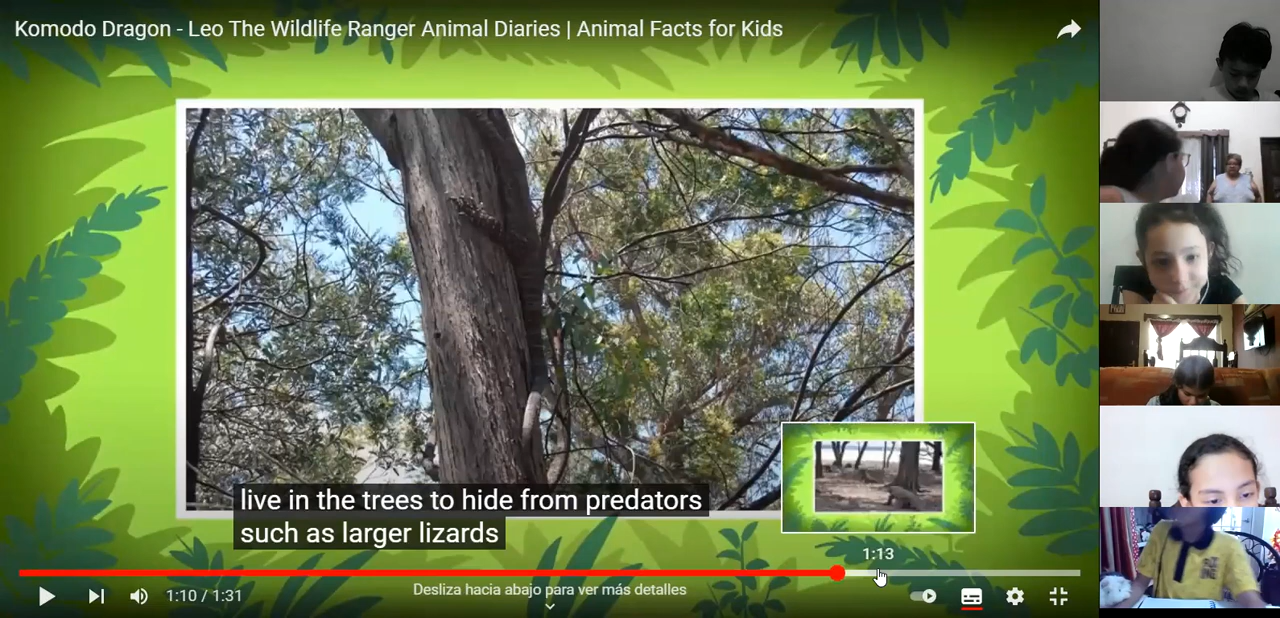 Komodo Dragon - Leo The Wildlife Ranger Animal Diaries | Animal Facts for Kids
live in the trees to hide from predators
such as larger lizards
1:13
1:10 / 1:31
Desliza hacia abajo para ver más detalles